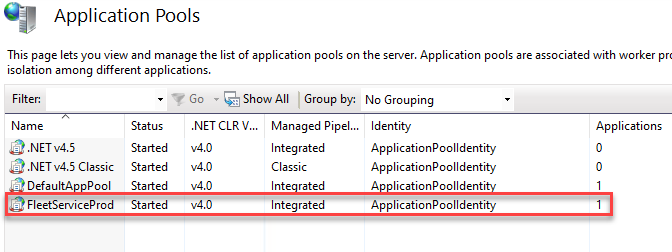 Application Pools
This page lets you view and manage the list of application pools on the server. Application pools are associated with worker pro
isolation among different applications.
Filter: Go Show All Group by: No Grouping
Name Status .NET CLR V... Managed Pipel... Identity Applications
.NET v4.5 Started v4.0 Integrated ApplicationPoolIdentity 0
.NET v4.5 Classic Started v4.0 Classic ApplicationPoolIdentity 0
DefaultAppPool Started v4.0 Integrated ApplicationPoolIdentity 1
FleetServiceProd Started v4.0 Integrated ApplicationPoolIdentity 1